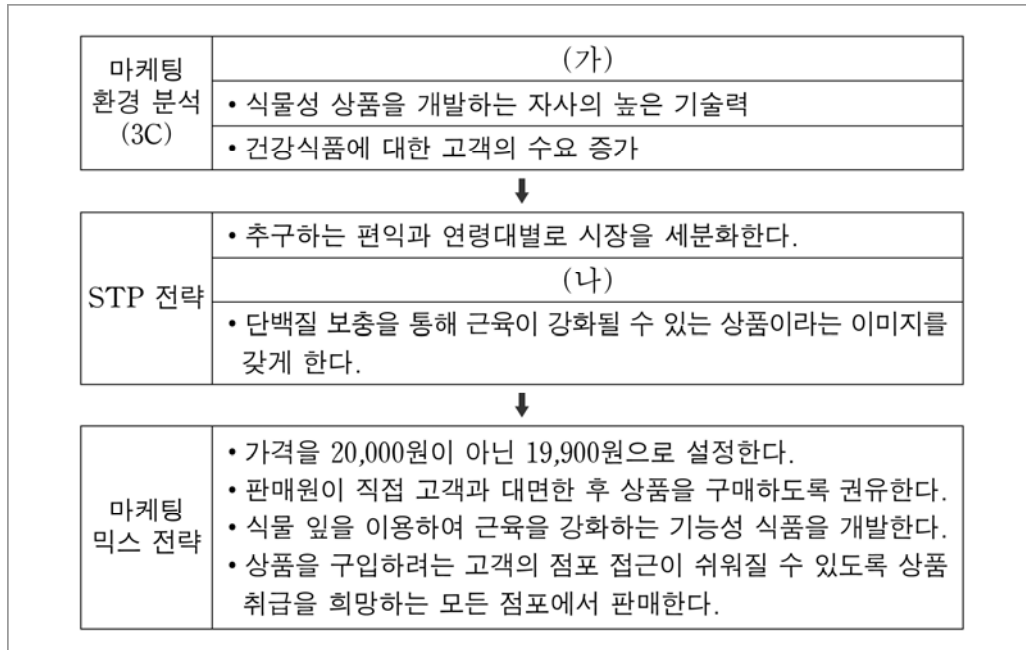 마케팅
환경 분석
(3C)
(가)
• 식물성 상품을 개발하는 자사의 높은 기술력
• 건강식품에 대한 고객의 수요 증가
STP 전략
• 추구하는 편익과 연령대별로 시장을 세분화한다.
(나)
• 단백질 보충을 통해 근육이 강화될 수 있는 상품이라는 이미지를
갖게 한다.
마케팅
믹스 전략
• 가격을 20,000원이 아닌 19,900원으로 설정한다.
• 판매원이 직접 고객과 대면한 후 상품을 구매하도록 권유한다.
• 식물 잎을 이용하여 근육을 강화하는 기능성 식품을 개발한다.
• 상품을 구입하려는 고객의 점포 접근이 쉬워질 수 있도록 상품
취급을 희망하는 모든 점포에서 판매한다.